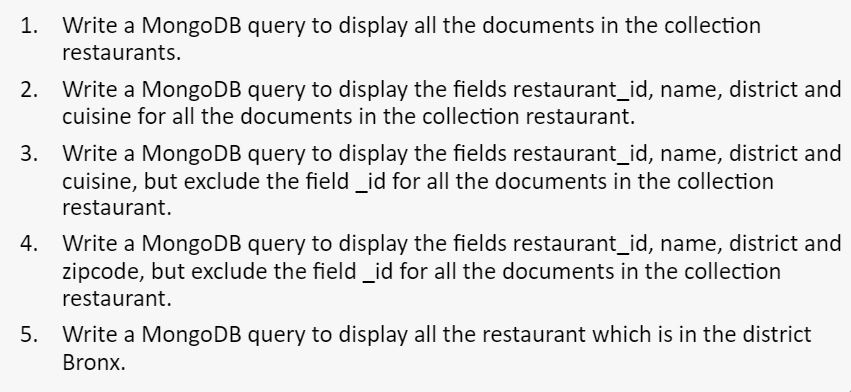 1. Write a MongoDB query to display all the documents in the collection
restaurants.
2. Write a MongoDB query to display the fields restaurant_id, name, district and
cuisine for all the documents in the collection restaurant.
3. Write a MongoDB query to display the fields restaurant_id, name, district and
cuisine, but exclude the field _id for all the documents in the collection
restaurant.
4. Write a MongoDB query to display the fields restaurant_id, name, district and
zipcode, but exclude the field _id for all the documents in the collection
restaurant.
5. Write a MongoDB query to display all the restaurant which is in the district
Bronx.